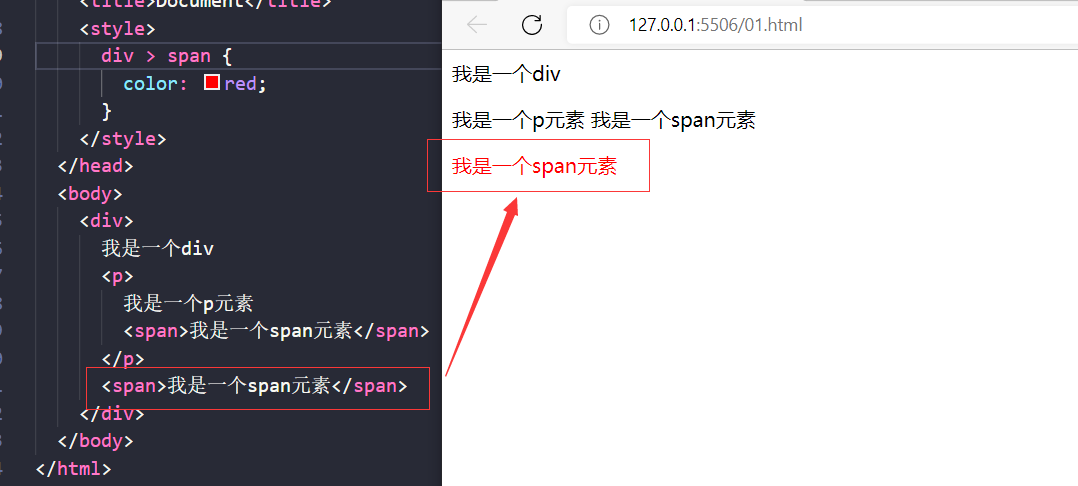 <title>Document</title>
<style>
div > span {
color: red;
}
</style>
</head>
<body>
<div>
我是一个div
<p>
我是一个p元素
<span>我是一个span元素</span>
</p>
<span>我是一个span元素</span>
</div>
</body>
</html>
127.0.0.1:5506/01.html
我是一个div
我是一个p元素 我是一个span元素
我是一个span元素